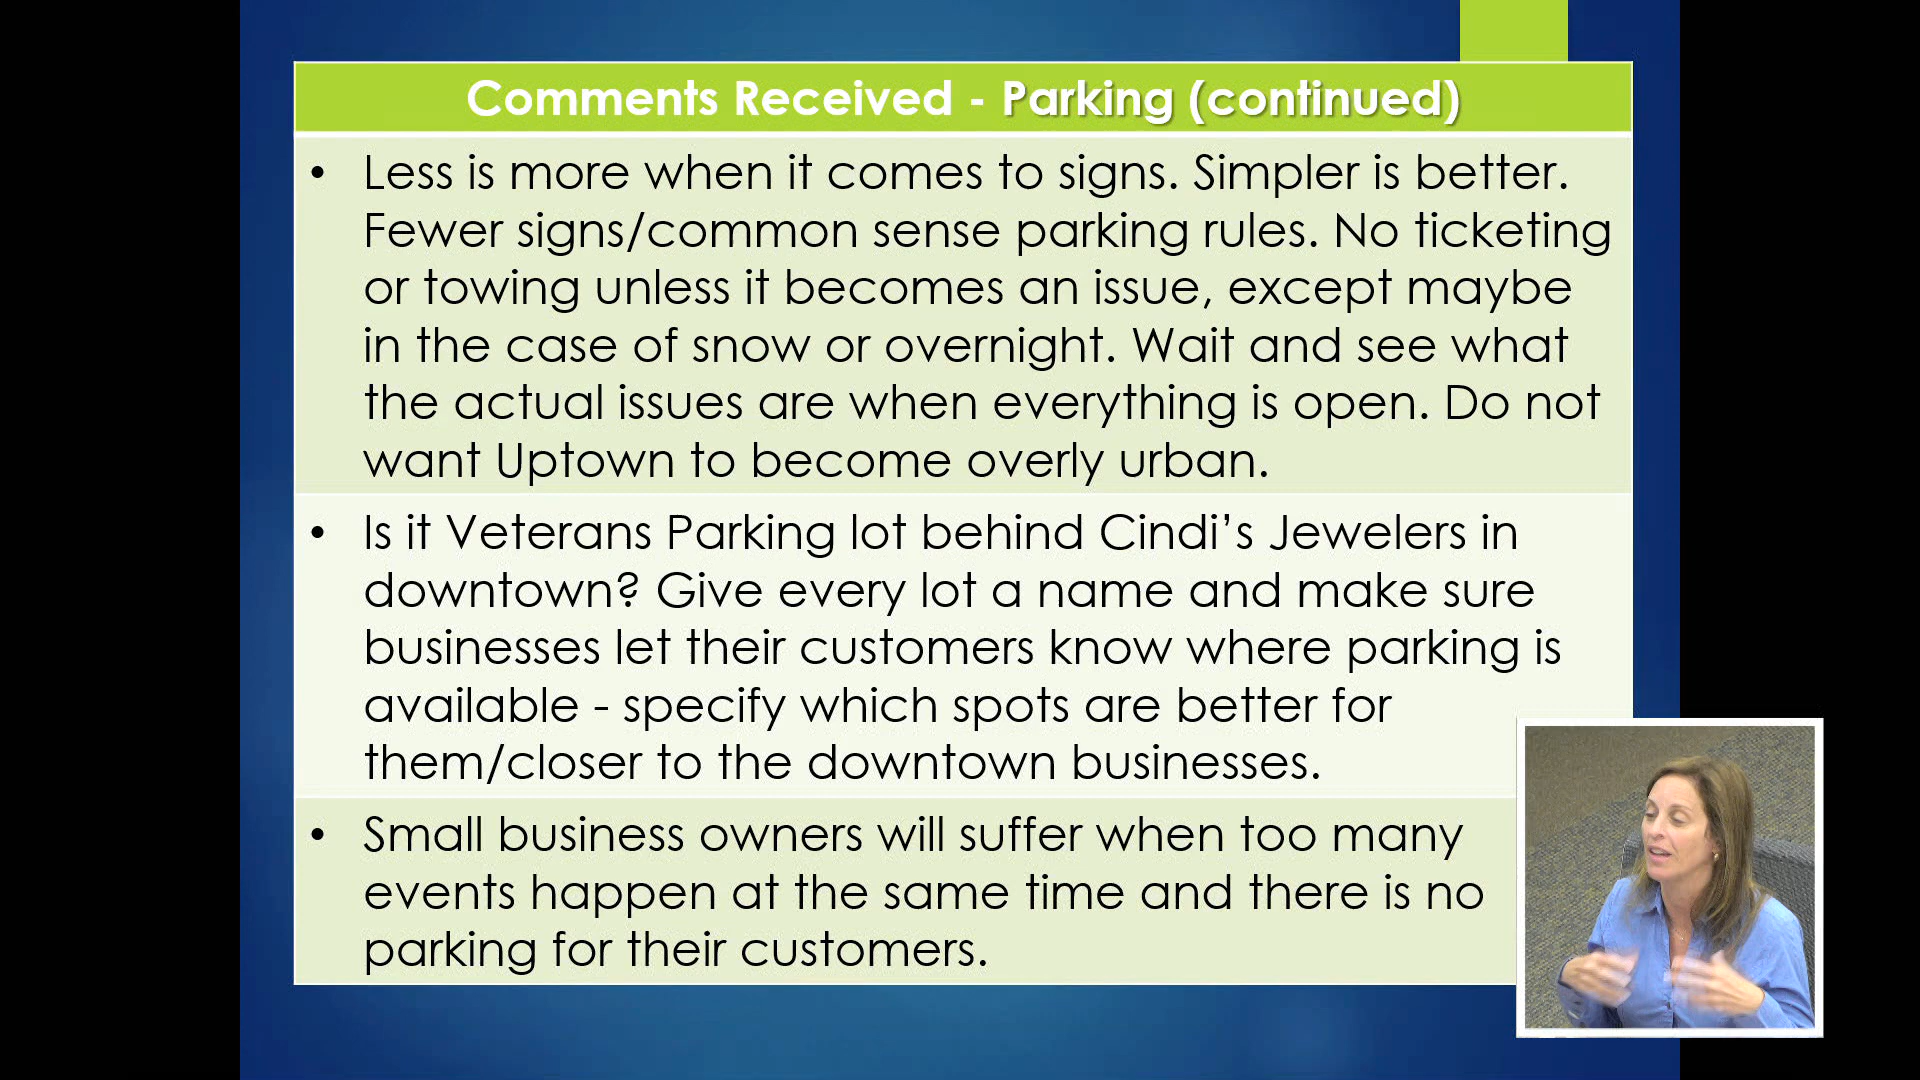 Comments Received - Parking (continued)
• Less is more when it comes to signs. Simpler is better.
Fewer signs/common sense parking rules. No ticketing
or towing unless it becomes an issue, except maybe
in the case of snow or overnight. Wait and see what
the actual issues are when everything is open. Do not
want Uptown to become overly urban.
• Is it Veterans Parking lot behind Cindi’s Jewelers in
downtown? Give every lot a name and make sure
businesses let their customers know where parking is
available - specify which spots are better for
them/closer to the downtown businesses.
• Small business owners will suffer when too many
events happen at the same time and there is no
parking for their customers.